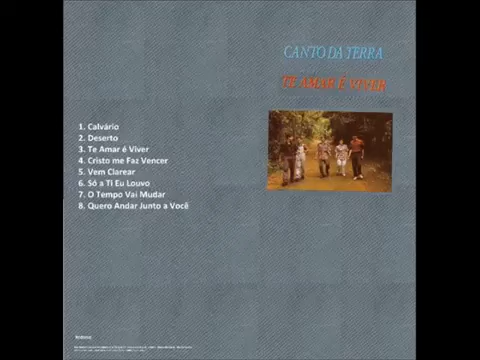 CANTO DA TERRA
TE AMAR É VIVER
1. Calvário
2. Deserto
3. Te Amar é Viver
4. Cristo me Faz Vencer
5. Vem Clarear
6. Só a Ti Eu Louvo
7. O Tempo Vai Mudar
8. Quero Andar Junto a Você